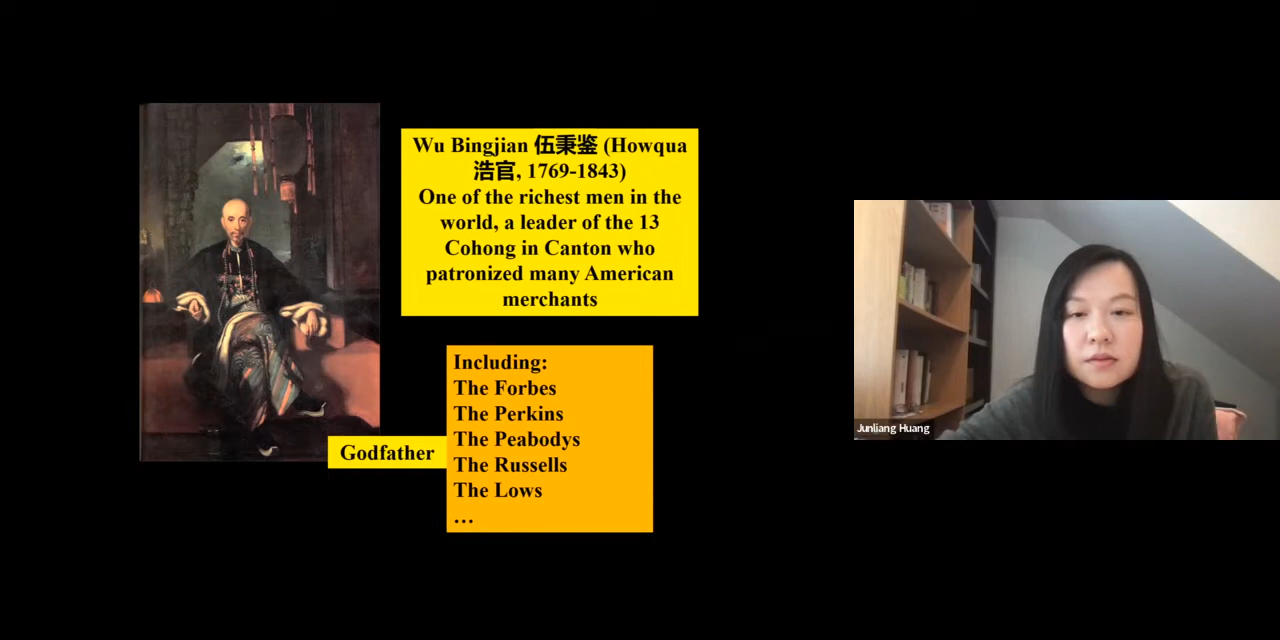 Wu Bingjian 伍秉鉴 (Howqua
浩官, 1769-1843)
One of the richest men in the
world, a leader of the 13
Cohong in Canton who
patronized many American
merchants
Including:
The Forbes
The Perkins
The Peabodys
The Russells
The Lows
…
Godfather
Junliang Huang